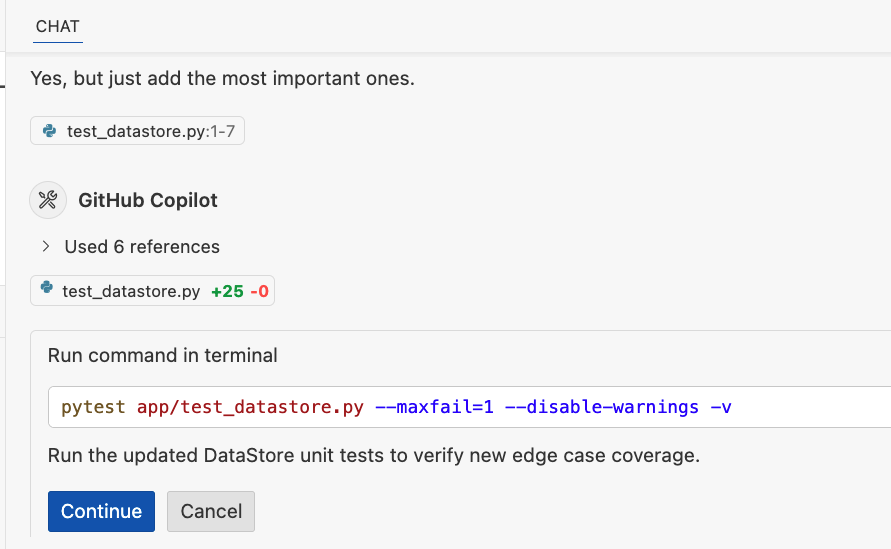 CHAT
Yes, but just add the most important ones.
test_datastore.py:1-7
GitHub Copilot
Used 6 references
test_datastore.py +25 -0
Run command in terminal
pytest app/test_datastore.py --maxfail=1 --disable-warnings -v
Run the updated DataStore unit tests to verify new edge case coverage.
Continue Cancel